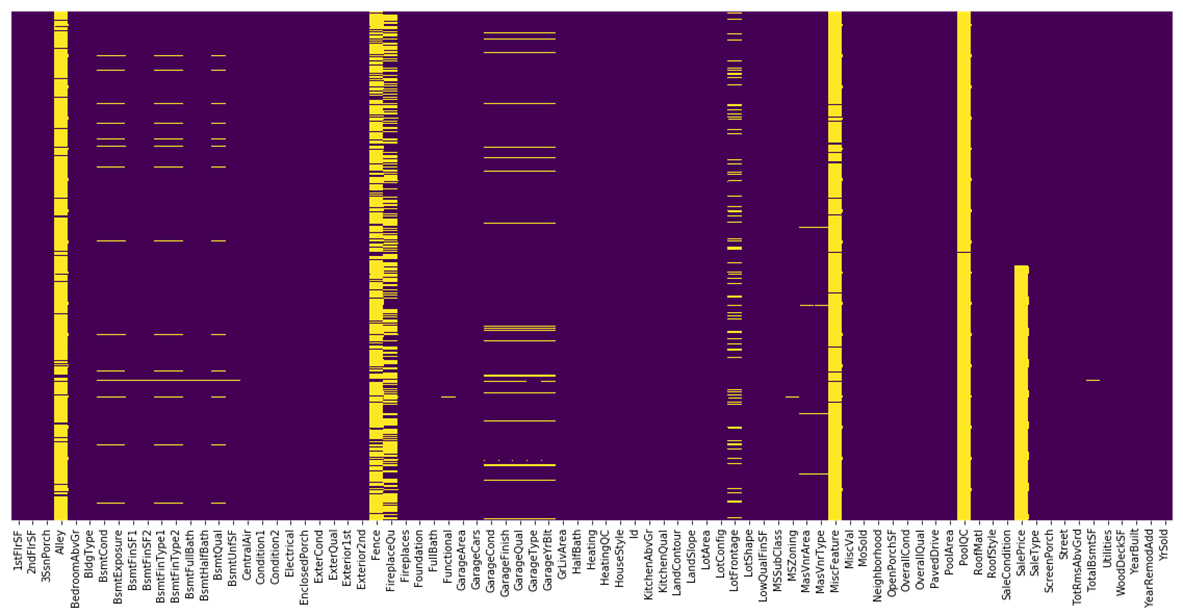 1stFlrSF
2ndFlrSF
3SsnPorch
Alley
BedroomAbvGr
BldgType
BsmtCond
BsmtExposure
BsmtFinSF1
BsmtFinSF2
BsmtFinType1
BsmtFinType2
BsmtFullBath
BsmtHalfBath
BsmtQual
BsmtUnfSF
CentralAir
Condition1
Condition2
Electrical
EnclosedPorch
ExterCond
ExterQual
Exterior1st
Exterior2nd
Fence
FireplaceQu
Fireplaces
Foundation
FullBath
Functional
GarageArea
GarageCars
GarageCond
GarageFinish
GarageQual
GarageType
GarageYrBlt
GrLivArea
HalfBath
Heating
HeatingQC
HouseStyle
Id
KitchenAbvGr
KitchenQual
LandContour
LandSlope
LotArea
LotConfig
LotFrontage
LotShape
LowQualFinSF
MSSubClass
MSZoning
MasVnrArea
MasVnrType
MiscFeature
MiscVal
MoSold
Neighborhood
OpenPorchSF
OverallCond
OverallQual
PavedDrive
PoolArea
PoolQC
RoofMatl
RoofStyle
SaleCondition
SalePrice
SaleType
ScreenPorch
Street
TotRmsAbvGrd
TotalBsmtSF
Utilities
WoodDeckSF
YearBuilt
YearRemodAdd
YrSold